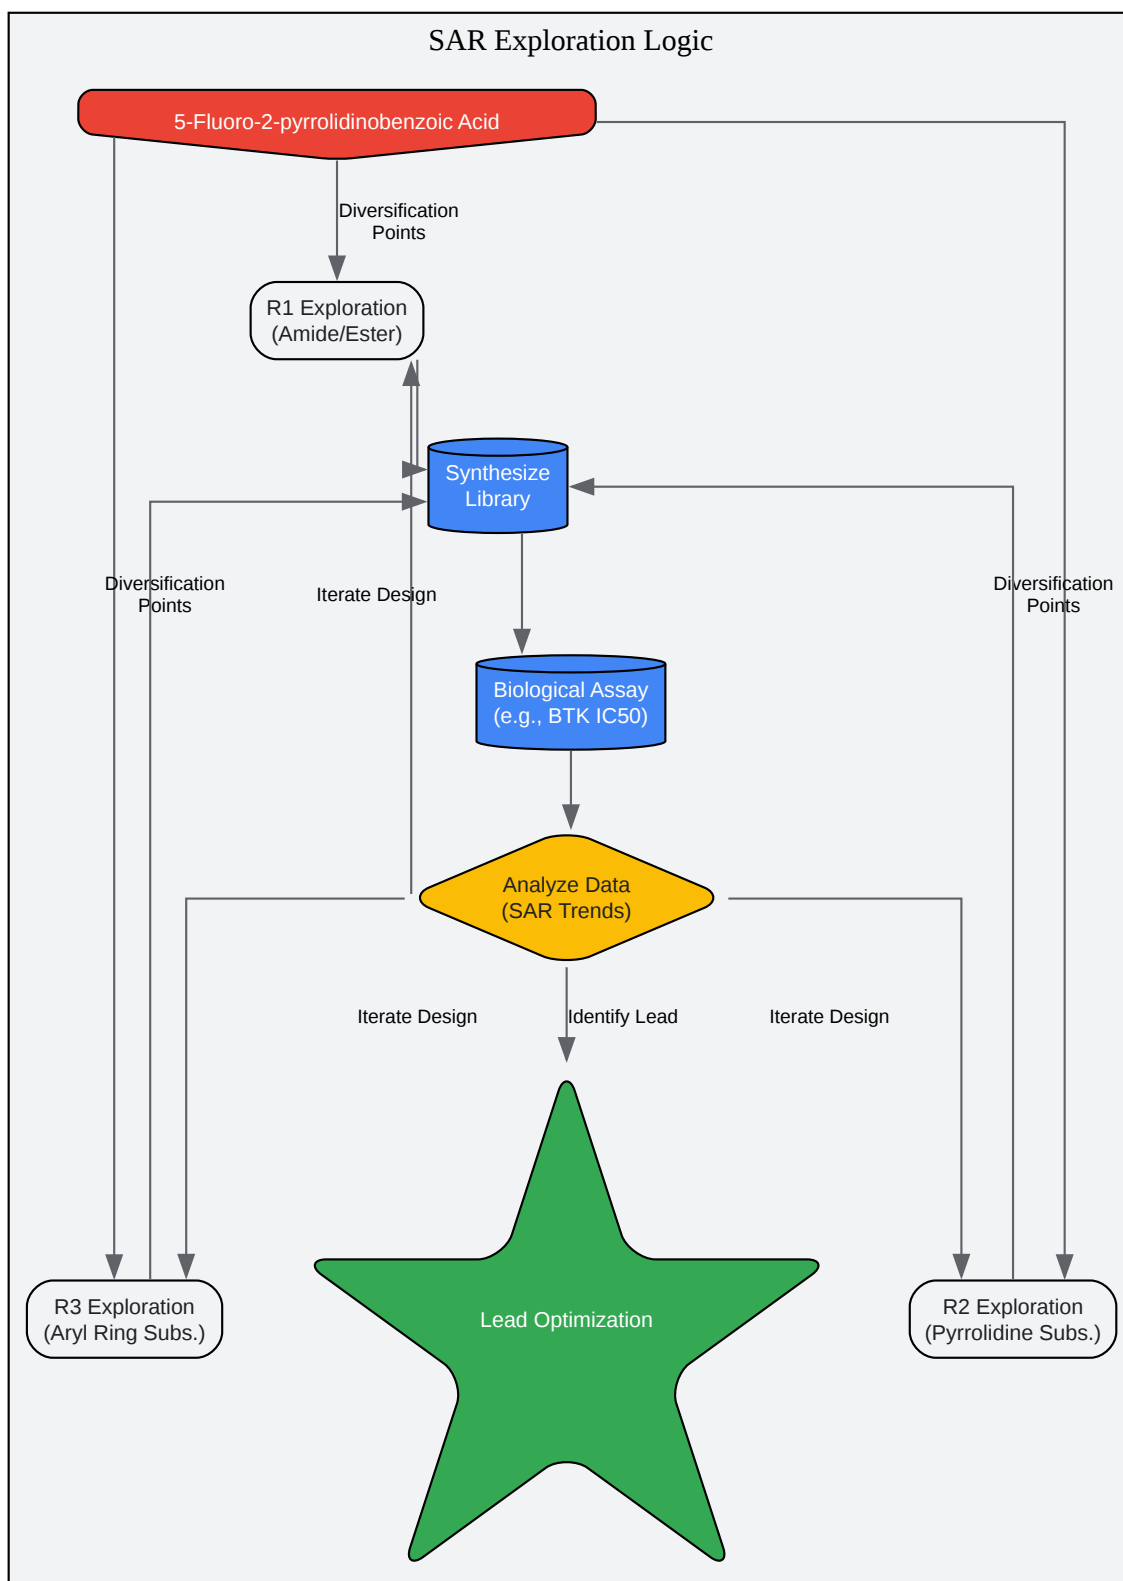 SAR Exploration Logic
5-Fluoro-2-pyrrolidinobenzoic Acid
Diversification
Points
R1 Exploration
(Amide/Ester)
Synthesize
Library
Diversification
Points
Iterate Design
Diversification
Points
Biological Assay
(e.g., BTK IC50)
Analyze Data
(SAR Trends)
Iterate Design
Identify Lead
Iterate Design
R3 Exploration
(Aryl Ring Subs.)
Lead Optimization
R2 Exploration
(Pyrrolidine Subs.)